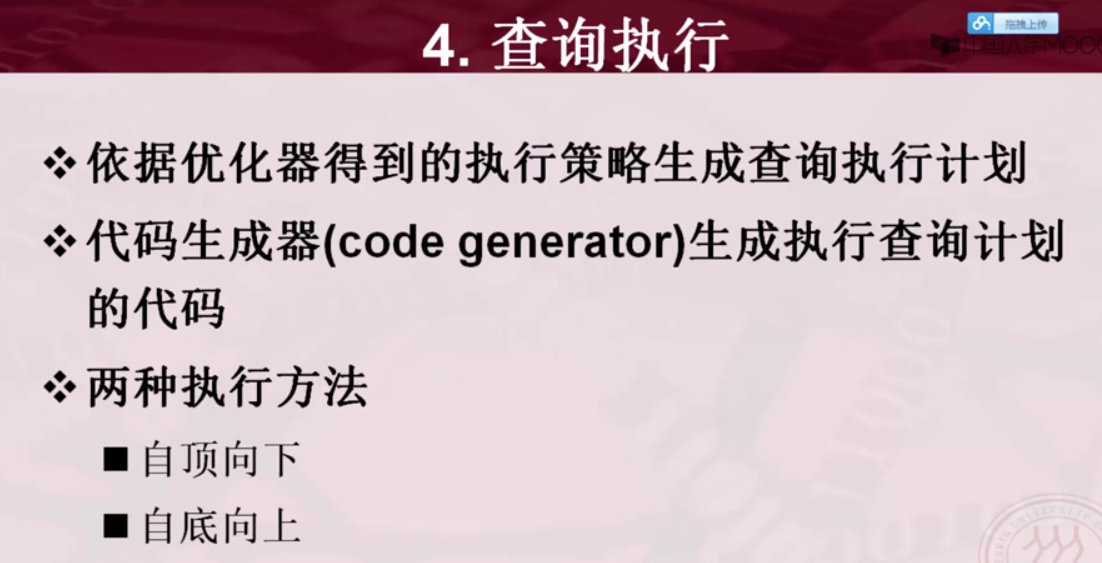 4. 查询执行
拖拽上传
中国大学MOOC
❖ 依据优化器得到的执行策略生成查询执行计划
❖ 代码生成器(code generator)生成执行查询计划
的代码
❖ 两种执行方法
■ 自顶向下
■ 自底向上